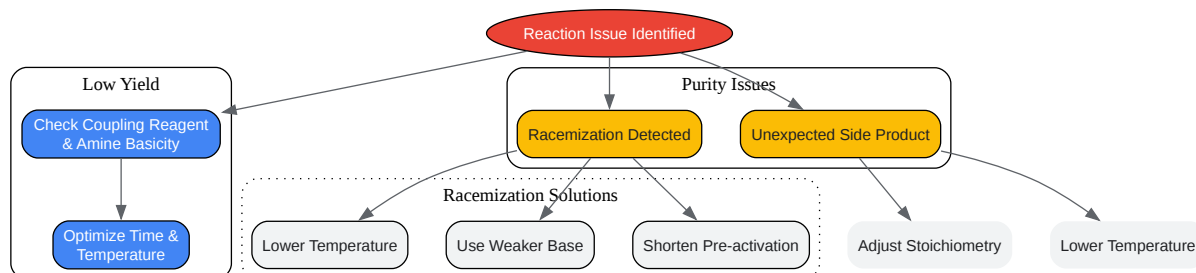 Reaction Issue Identified
Low Yield
Purity Issues
Check Coupling Reagent
& Amine Basicity
Racemization Detected
Unexpected Side Product
Racemization Solutions
Optimize Time &
Temperature
Lower Temperature
Use Weaker Base
Shorten Pre-activation
Adjust Stoichiometry
Lower Temperature